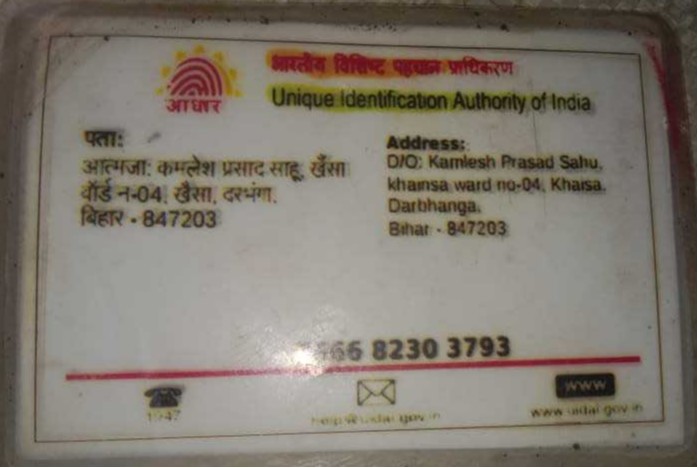 भारतीय विशिष्ट पहचान प्राधिकरण
आधार
Unique Identification Authority of India
पता:
आत्मजा: कमलेश प्रसाद साहू, खैंसा
वॉर्ड न-04, खैसा, दरभंगा,
बिहार - 847203
Address:
D/O: Kamlesh Prasad Sahu,
khainsa ward no-04, Khaisa,
Darbhanga,
Bihar - 847203
8230 3793
1947
help@uidai.gov.in
www
www.uidai.gov.in